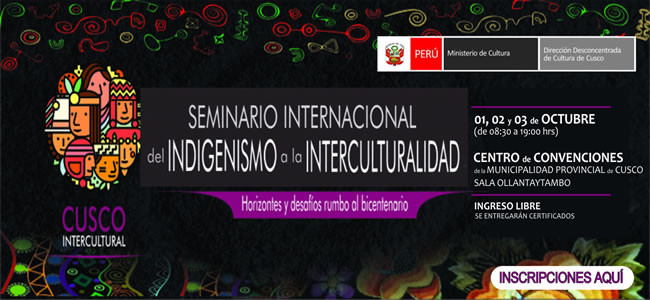 PERÚ
Ministerio de Cultura
Dirección Desconcentrada
de Cultura de Cusco
SEMINARIO INTERNACIONAL
del INDIGENISMO a la INTERCULTURALIDAD
Horizontes y desafíos rumbo al bicentenario
CUSCO
INTERCULTURAL
01, 02 y 03 de OCTUBRE
(de 08:30 a 19:00 hrs)
CENTRO de CONVENCIONES
de la MUNICIPALIDAD PROVINCIAL de CUSCO
SALA OLLANTAYTAMBO
INGRESO LIBRE
SE ENTREGARÁN CERTIFICADOS
INSCRIPCIONES AQUÍ